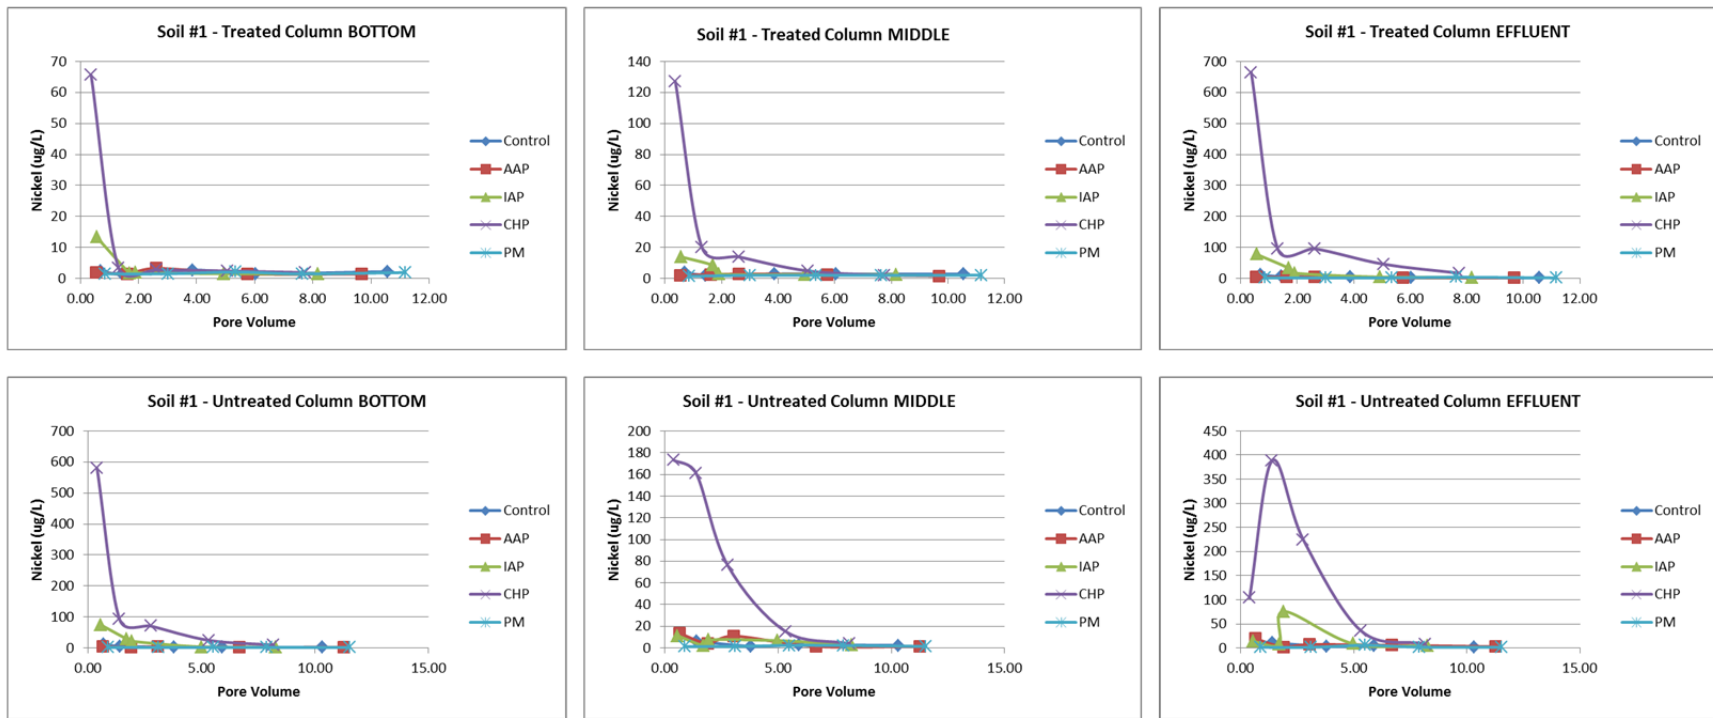 Soil #1 - Treated Column BOTTOM
Nickel (ug/L)
70
60
50
40
30
20
10
0
0.00 2.00 4.00 6.00 8.00 10.00 12.00
Pore Volume
Control
AAP
IAP
CHP
PM
Soil #1 - Treated Column MIDDLE
Nickel (ug/L)
140
120
100
80
60
40
20
0
0.00 2.00 4.00 6.00 8.00 10.00 12.00
Pore Volume
Control
AAP
IAP
CHP
PM
Soil #1 - Treated Column EFFLUENT
Nickel (ug/L)
700
600
500
400
300
200
100
0
0.00 2.00 4.00 6.00 8.00 10.00 12.00
Pore Volume
Control
AAP
IAP
CHP
PM
Soil #1 - Untreated Column BOTTOM
Nickel (ug/L)
700
600
500
400
300
200
100
0
0.00 5.00 10.00 15.00
Pore Volume
Control
AAP
IAP
CHP
PM
Soil #1 - Untreated Column MIDDLE
Nickel (ug/L)
200
180
160
140
120
100
80
60
40
20
0
0.00 5.00 10.00 15.00
Pore Volume
Control
AAP
IAP
CHP
PM
Soil #1 - Untreated Column EFFLUENT
Nickel (ug/L)
450
400
350
300
250
200
150
100
50
0
0.00 5.00 10.00 15.00
Pore Volume
Control
AAP
IAP
CHP
PM